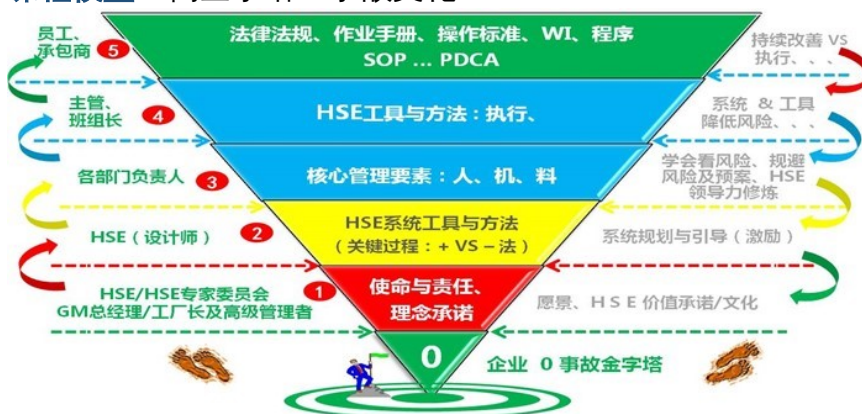 员工、
承包商
5
法律法规、作业手册、操作标准、WI、程序
SOP ... PDCA
持续改善 VS
执行、、、
主管、
班组长
4
HSE工具与方法：执行、
系统 & 工具
降低风险、、、
各部门负责人
3
核心管理要素：人、机、料
学会看风险、规避
风险及预案、HSE
领导力修炼
HSE（设计师）
2
HSE系统工具与方法
（关键过程：+ VS – 法）
系统规划与引导（激励）
HSE/HSE专家委员会
GM总经理/工厂长及高级管理者
1
使命与责任、
理念承诺
愿景、HSE 价值承诺/文化
0
企业 0 事故金字塔